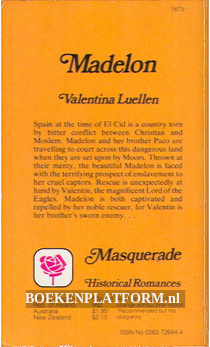 7573
Madelon
Valentina Luellen
Spain at the time of El Cid is a country torn
by bitter conflict between Christian and
Moslem. Madelon and her brother Paco are
travelling to court across this dangerous land
when they are set upon by Moors. Thrown at
their mercy, the beautiful Madelon is faced
with the terrifying prospect of enslavement to
her cruel captors. Rescue is unexpectedly at
hand by Valentin, the magnificent Lord of the
Eagles. Madelon is both captivated and
repelled by her noble rescuer, for Valentin is
her brother's sworn enemy. . .
Masquerade
Historical Romances
BOEKENPLATFORM.nl
Australia $1.95* *Recommended but not
New Zealand $2.15 obligatory
ISBN No 0263 72644 4